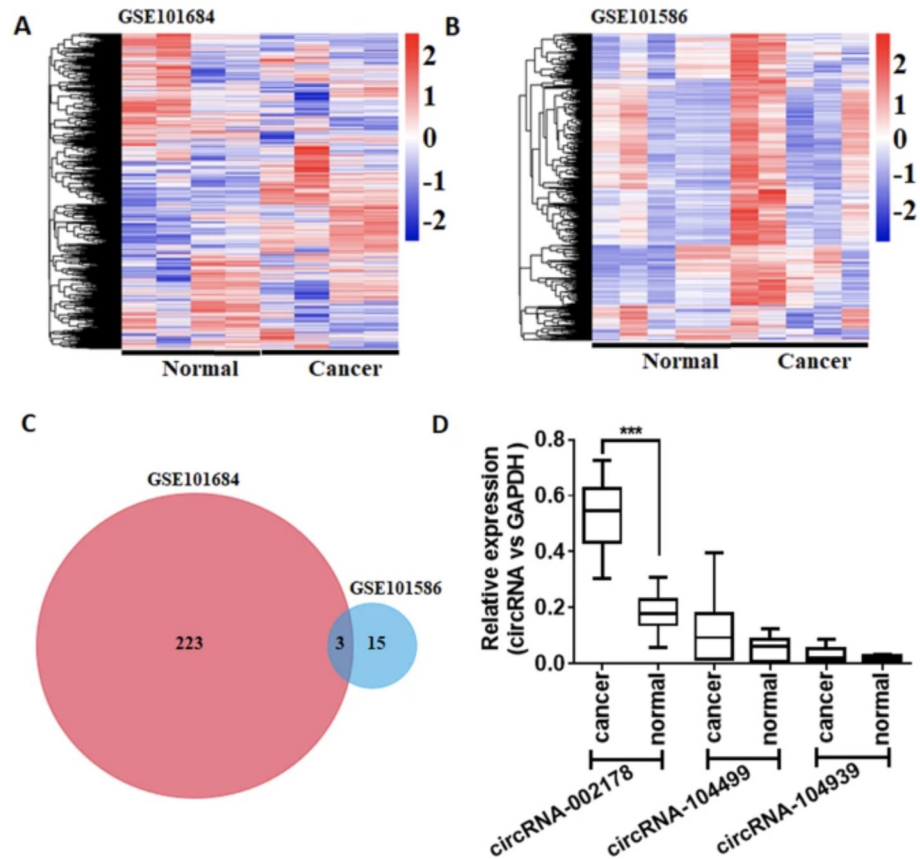 A
GSE101684
2
1
0
-1
-2
Normal
Cancer
B
GSE101586
2
1
0
-1
-2
Normal
Cancer
C
GSE101684
GSE101586
223
3
15
D
Relative expression
(circRNA vs GAPDH )
0.8
0.6
0.4
0.2
0.0
***
cancer
normal
cancer
normal
cancer
normal
circRNA-002178
circRNA-104499
circRNA-104939